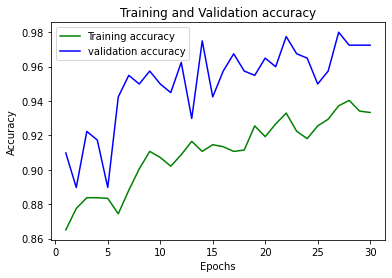 Training and Validation accuracy
Training accuracy
validation accuracy
0.98
0.96
0.94
0.92
0.90
0.88
0.86
Accuracy
0 5 10 15 20 25 30
Epochs